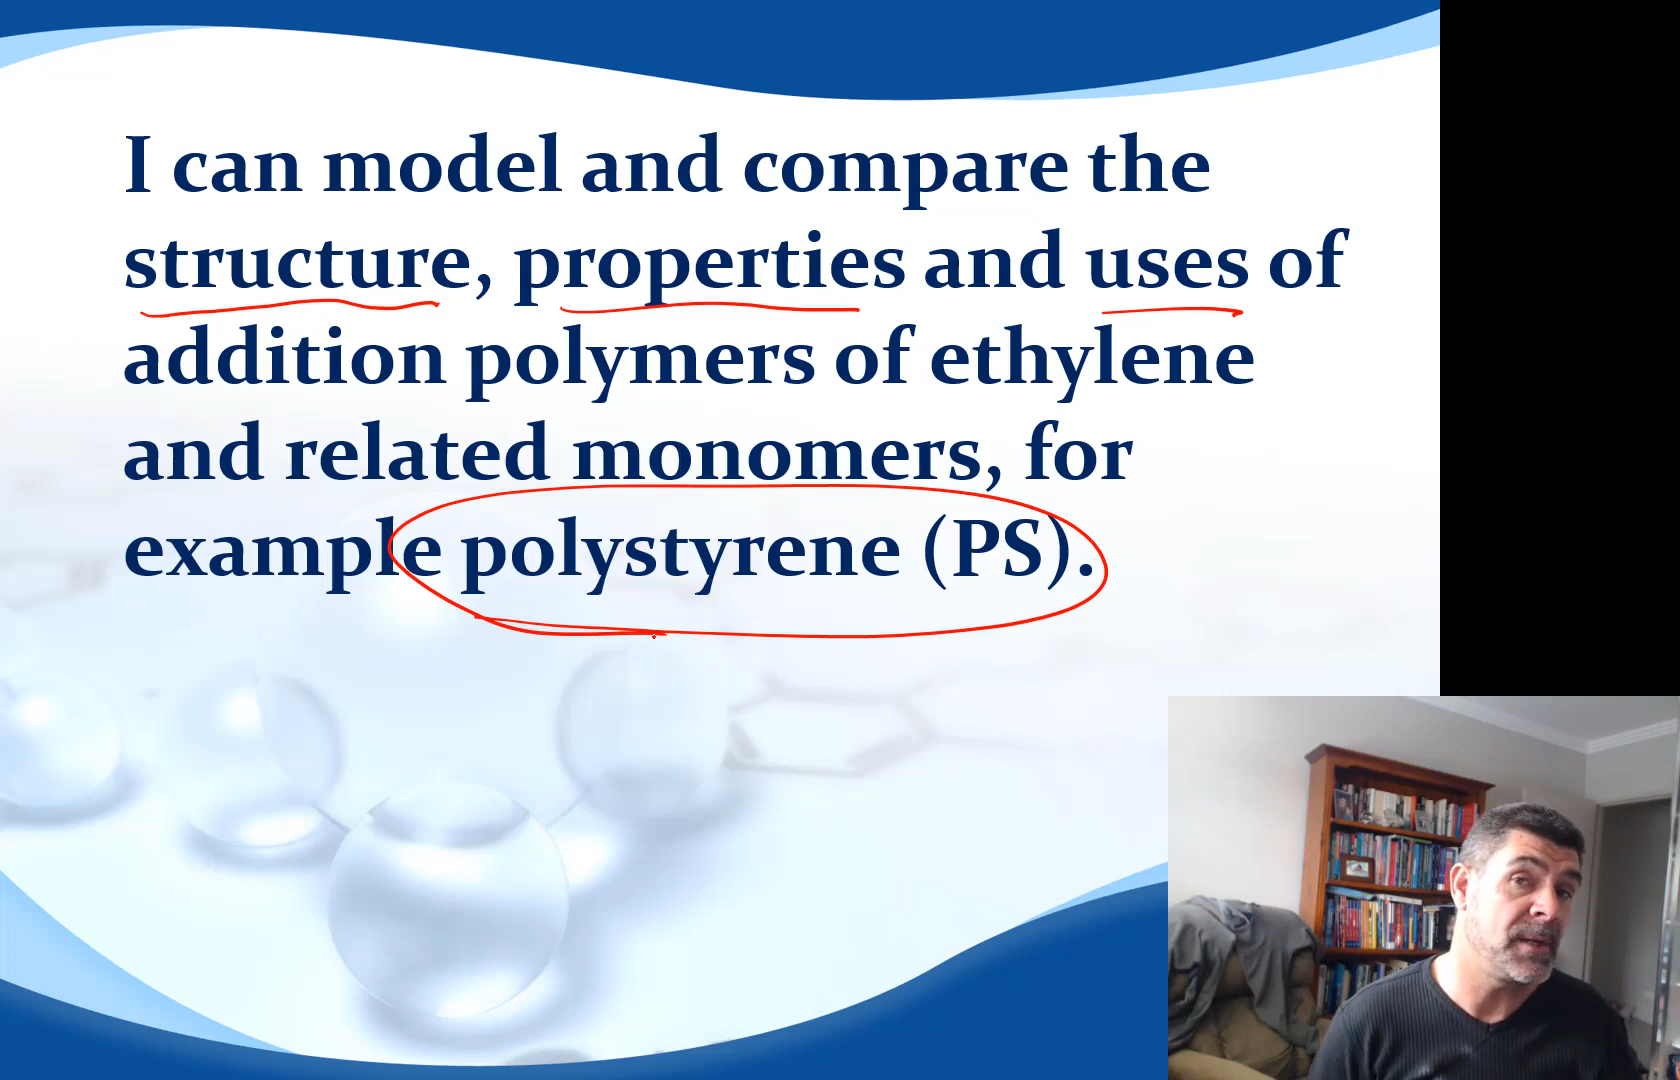 I can model and compare the
structure, properties and uses of
addition polymers of ethylene
and related monomers, for
example polystyrene (PS).